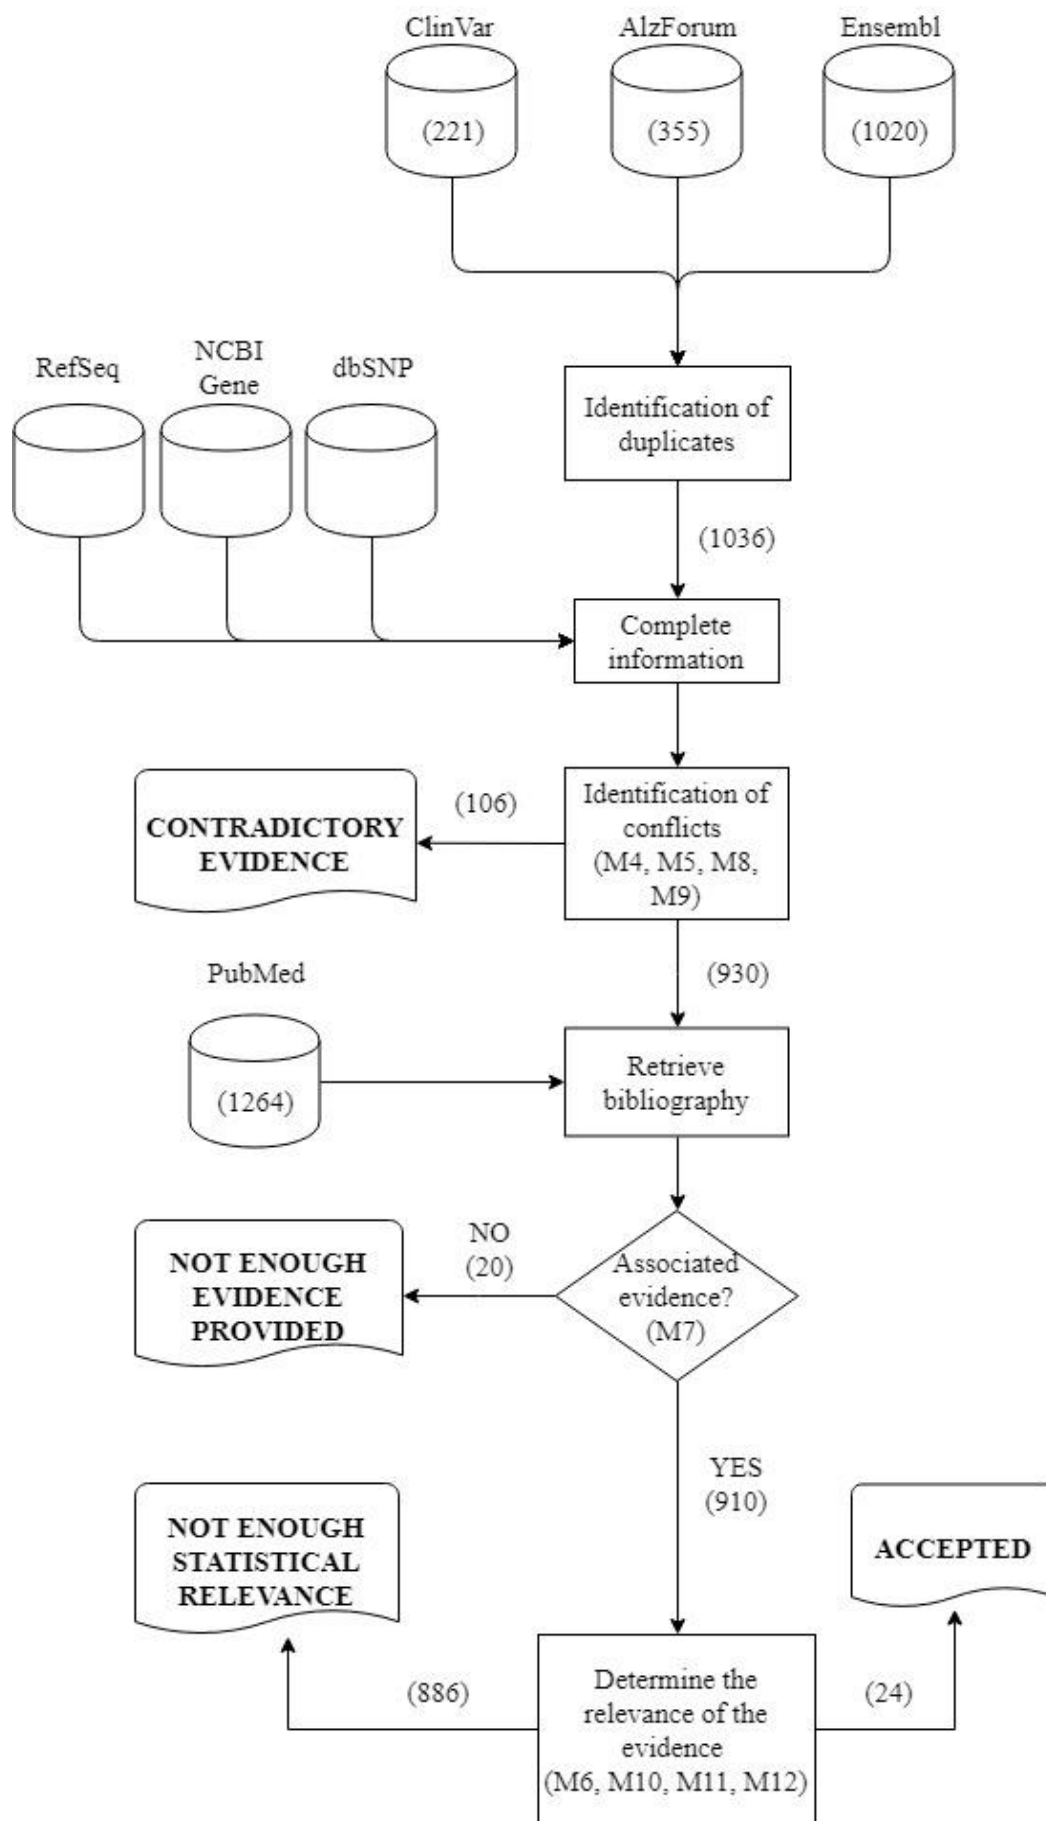 ClinVar
AlzForum
Ensembl
(221)
(355)
(1020)
RefSeq
NCBI
Gene
dbSNP
Identification of
duplicates
(1036)
Complete
information
Identification of
conflicts
(M4, M5, M8,
M9)
(106)
CONTRADICTORY
EVIDENCE
(930)
PubMed
(1264)
Retrieve
bibliography
NO
(20)
Associated
evidence?
(M7)
NOT ENOUGH
EVIDENCE
PROVIDED
YES
(910)
NOT ENOUGH
STATISTICAL
RELEVANCE
ACCEPTED
(886)
Determine the
relevance of the
evidence
(M6, M10, M11, M12)
(24)